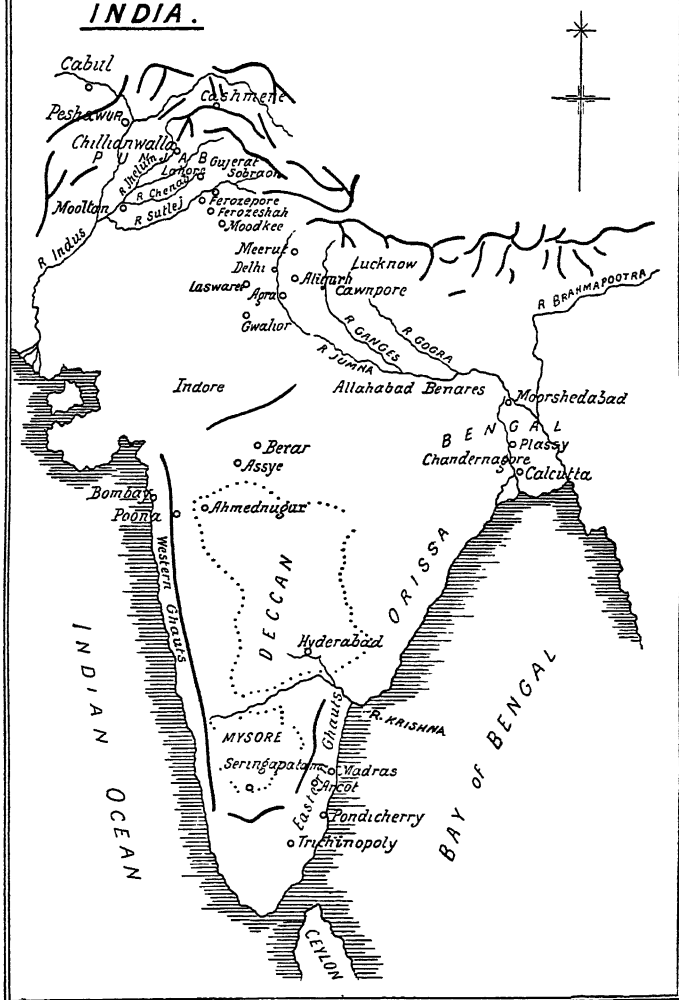 INDIA.
Cabul
Cashmere
Peshawur
Chillianwalla
PUNJAB
R Jhelum
Gujerat
Lahore
Sobraon
R Chenab
Moultan
R Sutlej
Ferozepore
Ferozeshah
Moodkee
R Indus
Meerut
Delhi
Lucknow
Laswaree
Aligarh
Cawnpore
Agra
R BRAHMAPOOTRA
Gwalior
R GANGES
R GOGRA
R JUMNA
Indore
Allahabad
Benares
Moorshedabad
BENGAL
Plassy
Berar
Assye
Chandernagore
Calcutta
Bombay
Poona
Ahmednugar
Western Ghauts
DECCAN
ORISSA
Hyderabad
INDIAN OCEAN
R. KRISHNA
MYSORE
Eastern Ghauts
Seringapatam
Madras
Arcot
BAY of BENGAL
Pondicherry
Trichinopoly
CEYLON